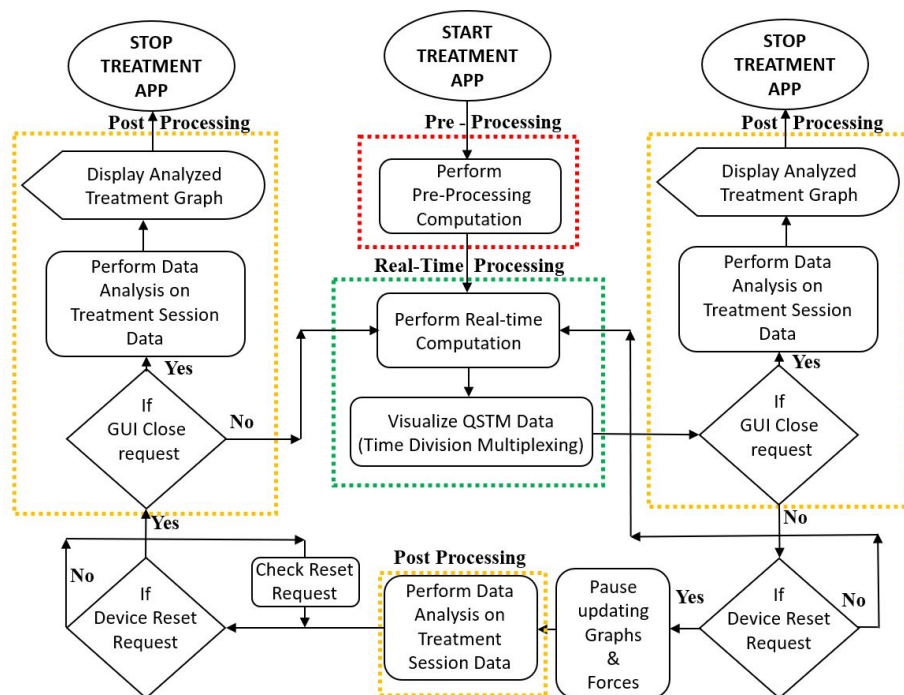 STOP
TREATMENT
APP
START
TREATMENT
APP
STOP
TREATMENT
APP
Post Processing
Pre - Processing
Post Processing
Display Analyzed
Treatment Graph
Perform
Pre-Processing
Computation
Display Analyzed
Treatment Graph
Real-Time Processing
Perform Data
Analysis on
Treatment Session
Data
Perform Real-time
Computation
Perform Data
Analysis on
Treatment Session
Data
Yes
Yes
If
GUI Close
request
No
Visualize QSTM Data
(Time Division Multiplexing)
If
GUI Close
request
Yes
No
No
Check Reset
Request
Post Processing
If
Device Reset
Request
Perform Data
Analysis on
Treatment
Session Data
Pause
updating
Graphs
&
Forces
Yes
If
Device Reset
Request
No